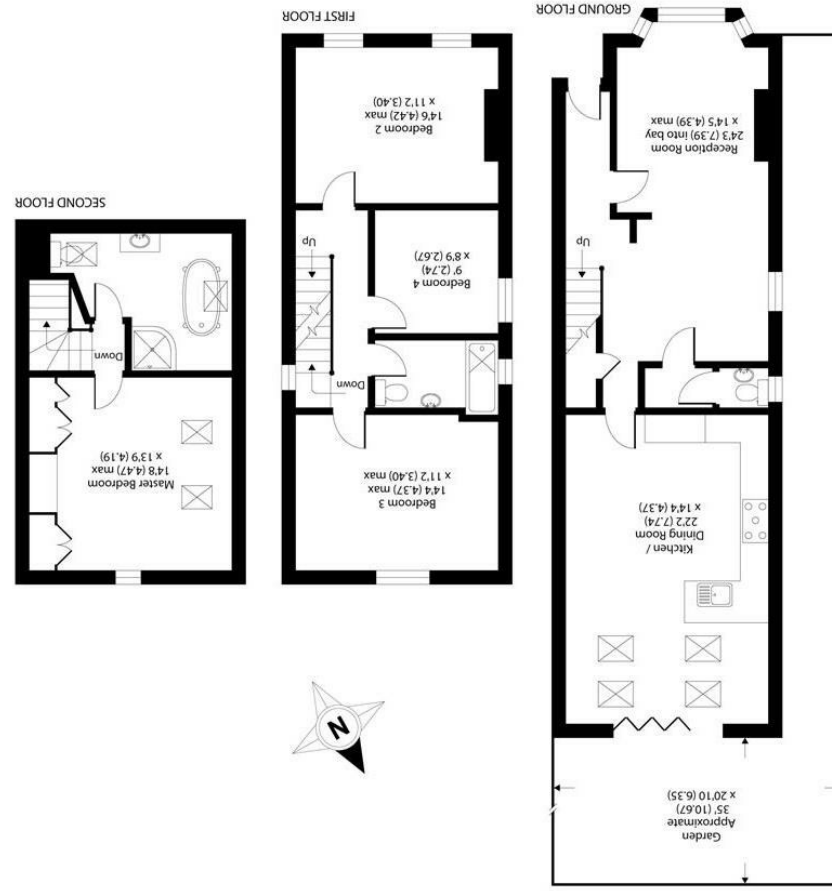 Garden
Approximate
35' (10.67)
x 20'10 (6.35)
Kitchen /
Dining Room
22'2 (7.74)
x 14'4 (4.37)
Up
Reception Room
24'3 (7.39) into bay
x 14'5 (4.39) max
GROUND FLOOR
N
Bedroom 3
14'4 (4.37) max
x 11'2 (3.40) max
Down
Bedroom 4
9' (2.74)
x 8'9 (2.67)
Up
Bedroom 2
14'6 (4.42) max
x 11'2 (3.40)
FIRST FLOOR
Master Bedroom
14'8 (4.47) max
x 13'9 (4.19)
Down
SECOND FLOOR